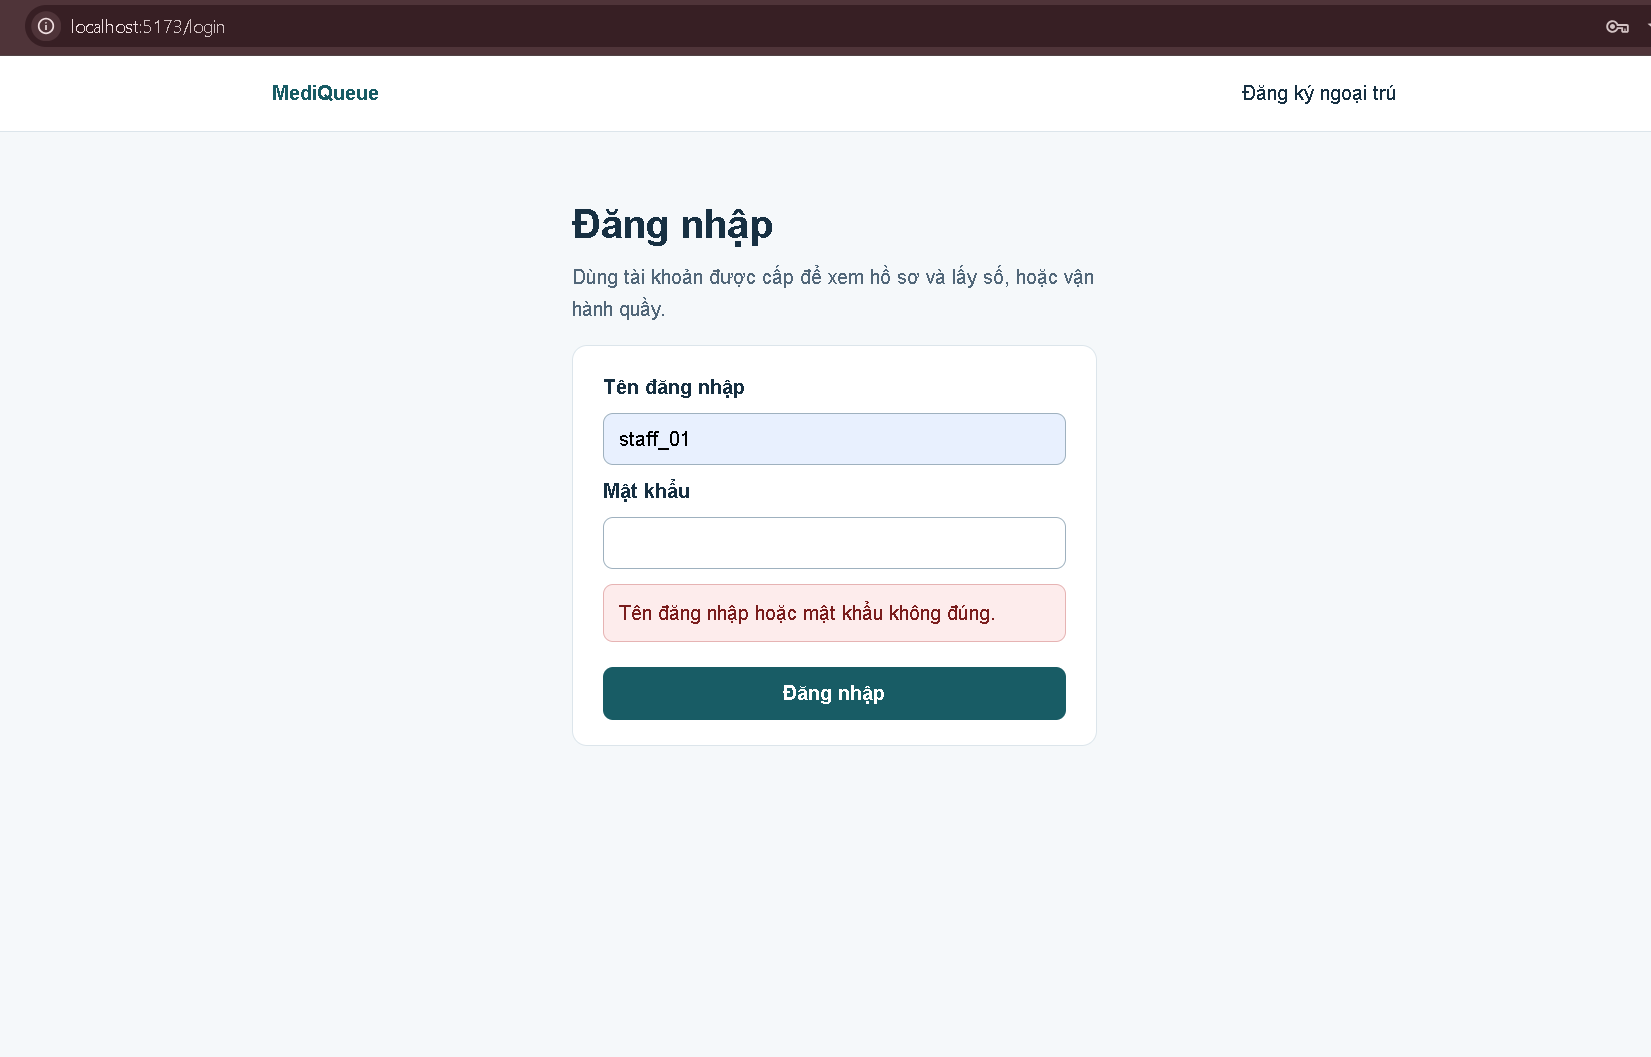 localhost:5173/login
MediQueue
Đăng ký ngoại trú
Đăng nhập
Dùng tài khoản được cấp để xem hồ sơ và lấy số, hoặc vận
hành quầy.
Tên đăng nhập
staff_01
Mật khẩu
Tên đăng nhập hoặc mật khẩu không đúng.
Đăng nhập